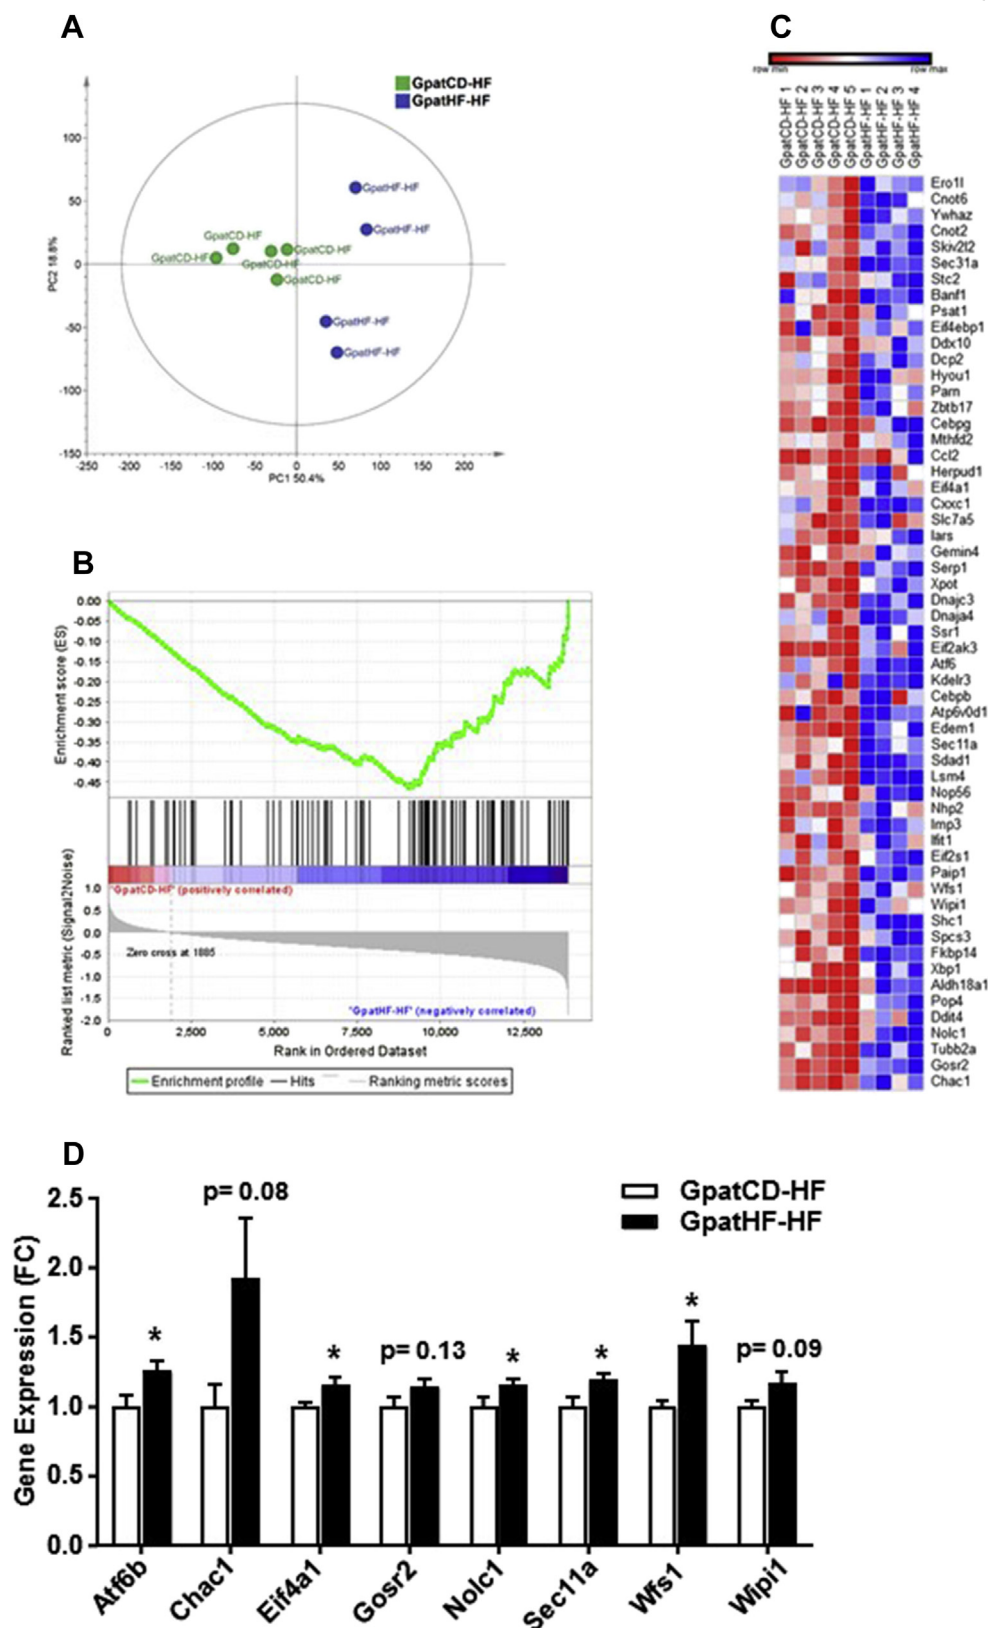 A
GpatCD-HF
GpatHF-HF
100
50
0
-50
-100
-150
PC2 18.8%
GpatHF-HF
GpatHF-HF
GpatCD-HF
GpatCD-HF
GpatCD-HF
GpatCD-HF
GpatCD-HF
GpatHF-HF
GpatHF-HF
-250 -200 -150 -100 -50 0 50 100 150 200
PC1 50.4%
B
Enrichment score (ES)
0.00
-0.05
-0.10
-0.15
-0.20
-0.25
-0.30
-0.35
-0.40
-0.45
Ranked list metric (Signal2Noise)
1.0
0.5
0.0
-0.5
-1.0
-1.5
-2.0
'GpatCD-HF' (positively correlated)
Zero cross at 1885
'GpatHF-HF' (negatively correlated)
0 2,500 5,000 7,500 10,000 12,500
Rank in Ordered Dataset
Enrichment profile Hits Ranking metric scores
C
row min row max
GpatCD-HF 1
GpatCD-HF 2
GpatCD-HF 3
GpatCD-HF 4
GpatCD-HF 5
GpatHF-HF 1
GpatHF-HF 2
GpatHF-HF 3
GpatHF-HF 4
Ero1l
Cnot6
Ywhaz
Cnot2
Skiv2l2
Sec31a
Stc2
Banf1
Psat1
Eif4ebp1
Ddx10
Dcp2
Hyou1
Parn
Zbtb17
Cebpg
Mthfd2
Ccl2
Herpud1
Eif4a1
Cxxc1
Slc7a5
Iars
Gemin4
Serp1
Xpot
Dnajc3
Dnaja4
Ssr1
Eif2ak3
Atf6
Kdelr3
Cebpb
Atp6v0d1
Edem1
Sec11a
Sdad1
Lsm4
Nop56
Nhp2
Imp3
Ifit1
Eif2s1
Paip1
Wfs1
Wipi1
Shc1
Spcs3
Fkbp14
Xbp1
Aldh18a1
Pop4
Ddit4
Nolc1
Tubb2a
Gosr2
Chac1
D
GpatCD-HF
GpatHF-HF
Gene Expression (FC)
2.5
2.0
1.5
1.0
0.5
0.0
*
p= 0.08
*
p= 0.13
*
*
*
p= 0.09
Atf6b
Chac1
Eif4a1
Gosr2
Nolc1
Sec11a
Wfs1
Wipi1